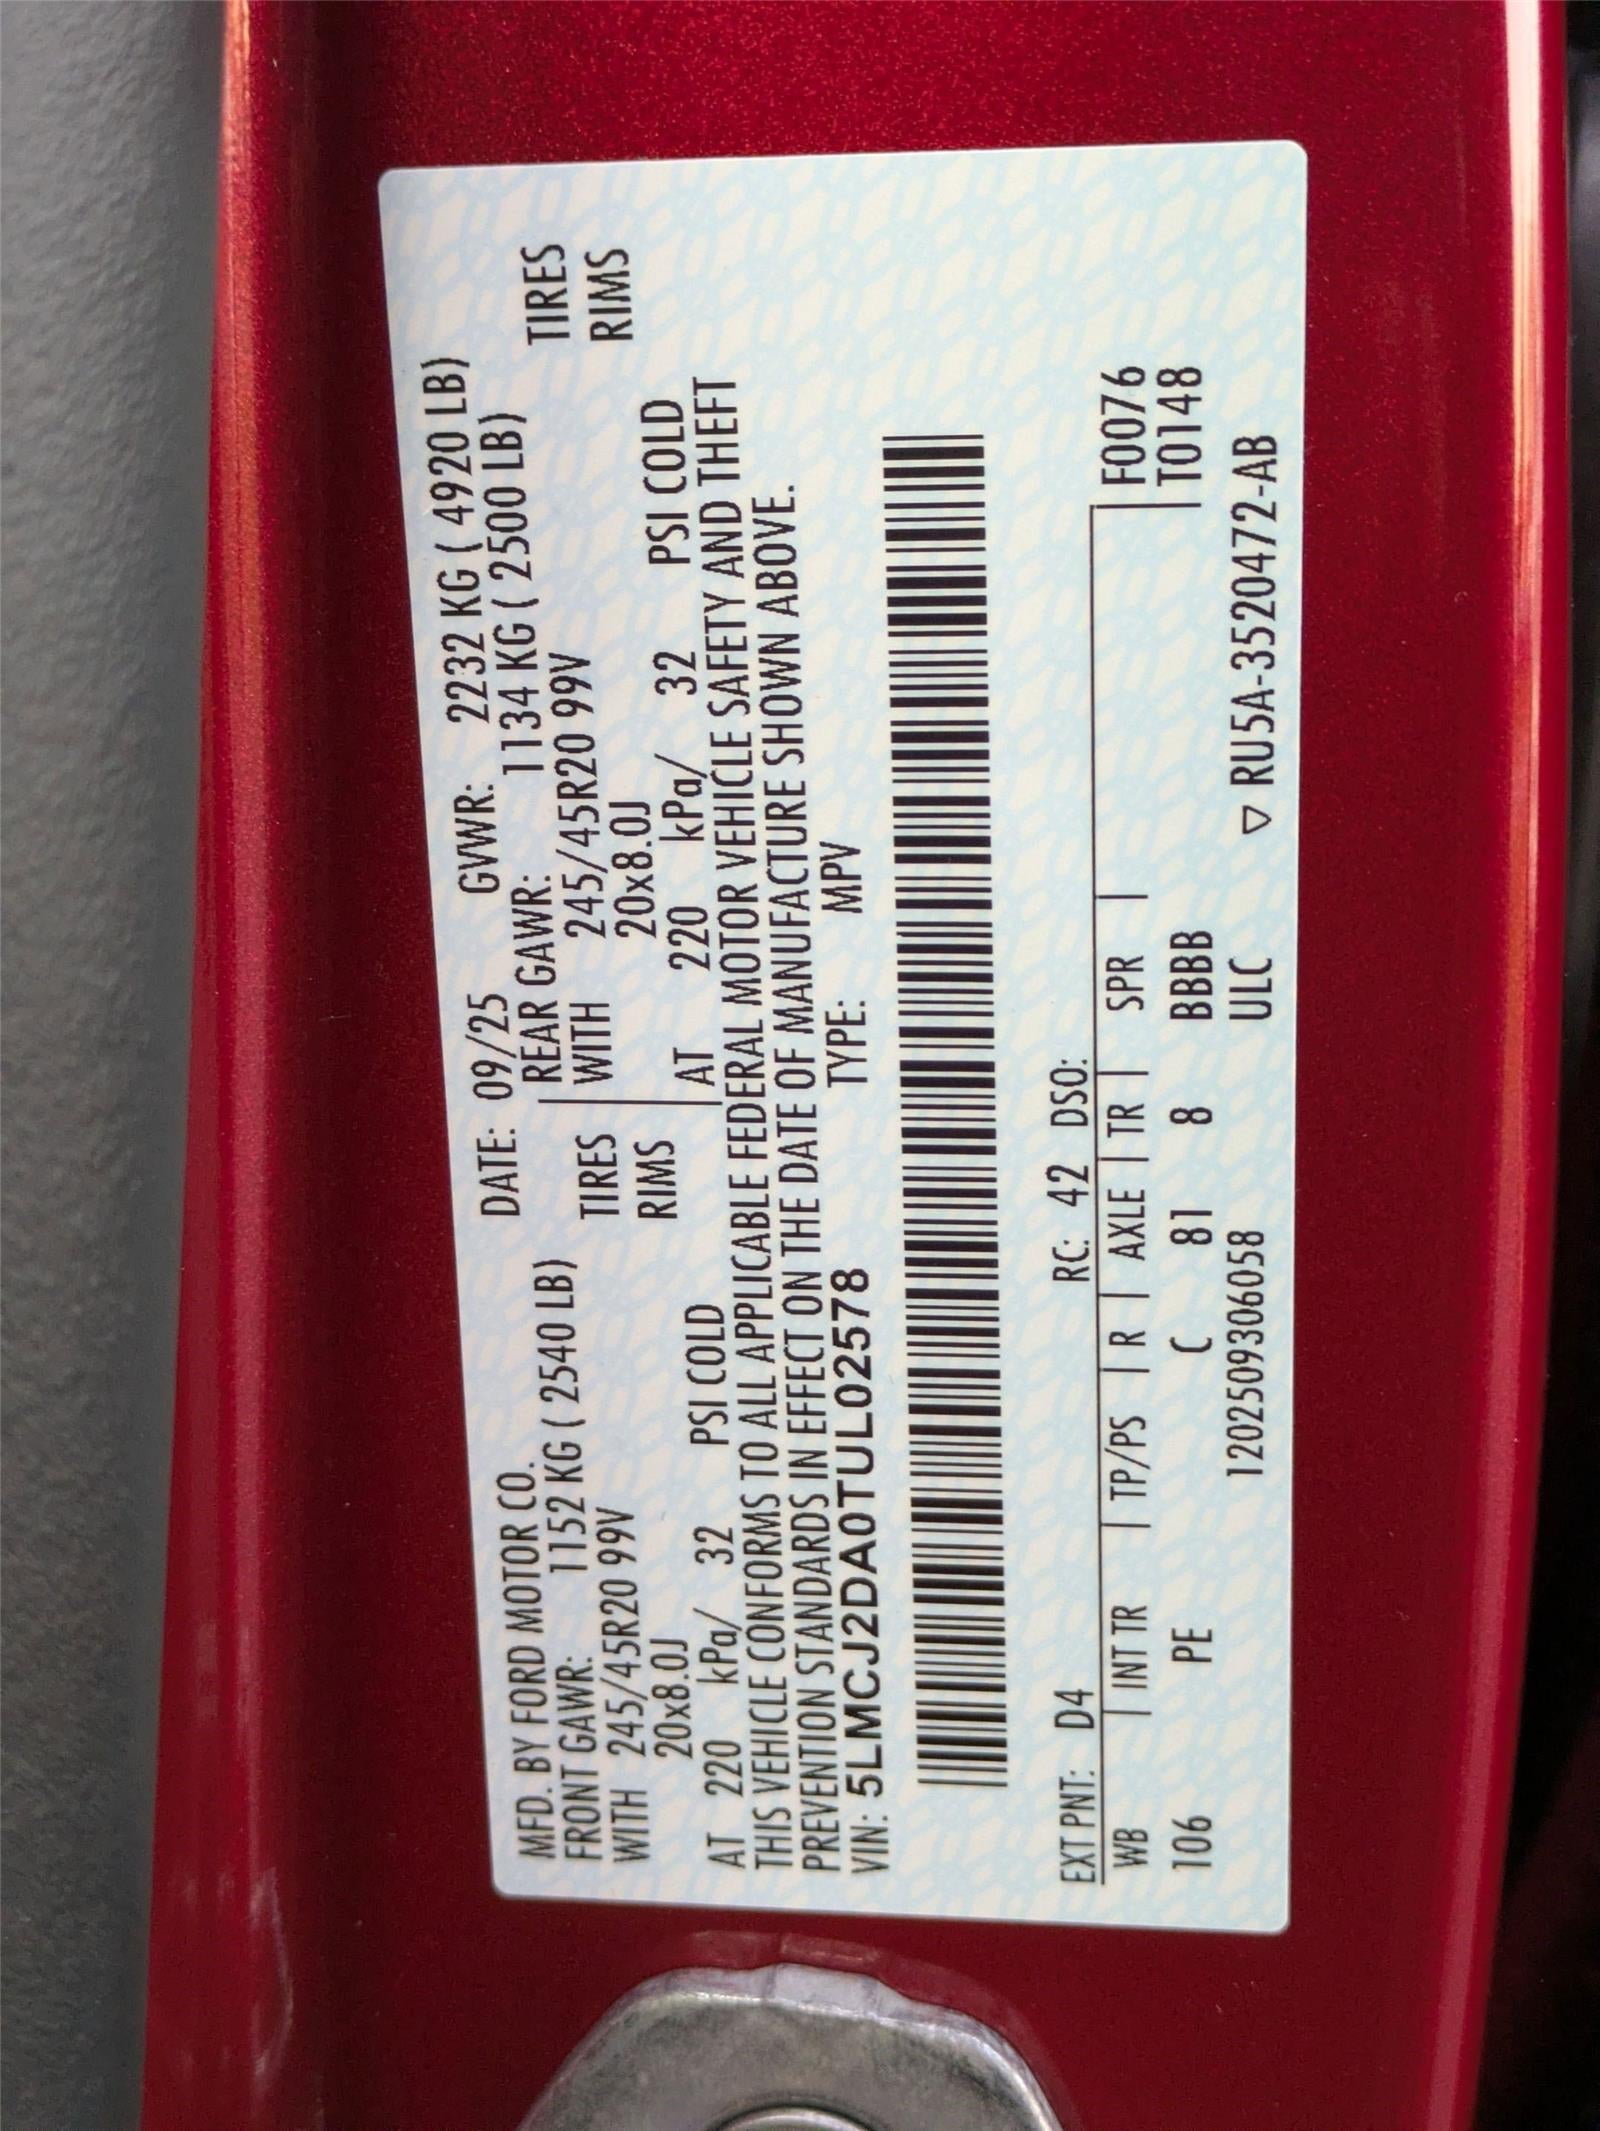 MFD. BY FORD MOTOR CO. DATE: 09/25 GVWR: 2232 KG ( 4920 LB)
FRONT GAWR: 1152 KG ( 2540 LB) REAR GAWR: 1134 KG ( 2500 LB)
WITH 245/45R20 99V TIRES WITH 245/45R20 99V TIRES
20x8.0J RIMS 20x8.0J RIMS
AT 220 kPa/ 32 PSI COLD AT 220 kPa/ 32 PSI COLD
THIS VEHICLE CONFORMS TO ALL APPLICABLE FEDERAL MOTOR VEHICLE SAFETY AND THEFT
PREVENTION STANDARDS IN EFFECT ON THE DATE OF MANUFACTURE SHOWN ABOVE.
VIN: 5LMCJ2DA0TUL02578 TYPE: MPV
EXT PNT: D4 RC: 42 DSO:
WB INT TR TP/PS R AXLE TR SPR F0076
106 PE C 81 8 BBBB T0148
12025093060​58 ULC ▽ RU5A-3520472-AB